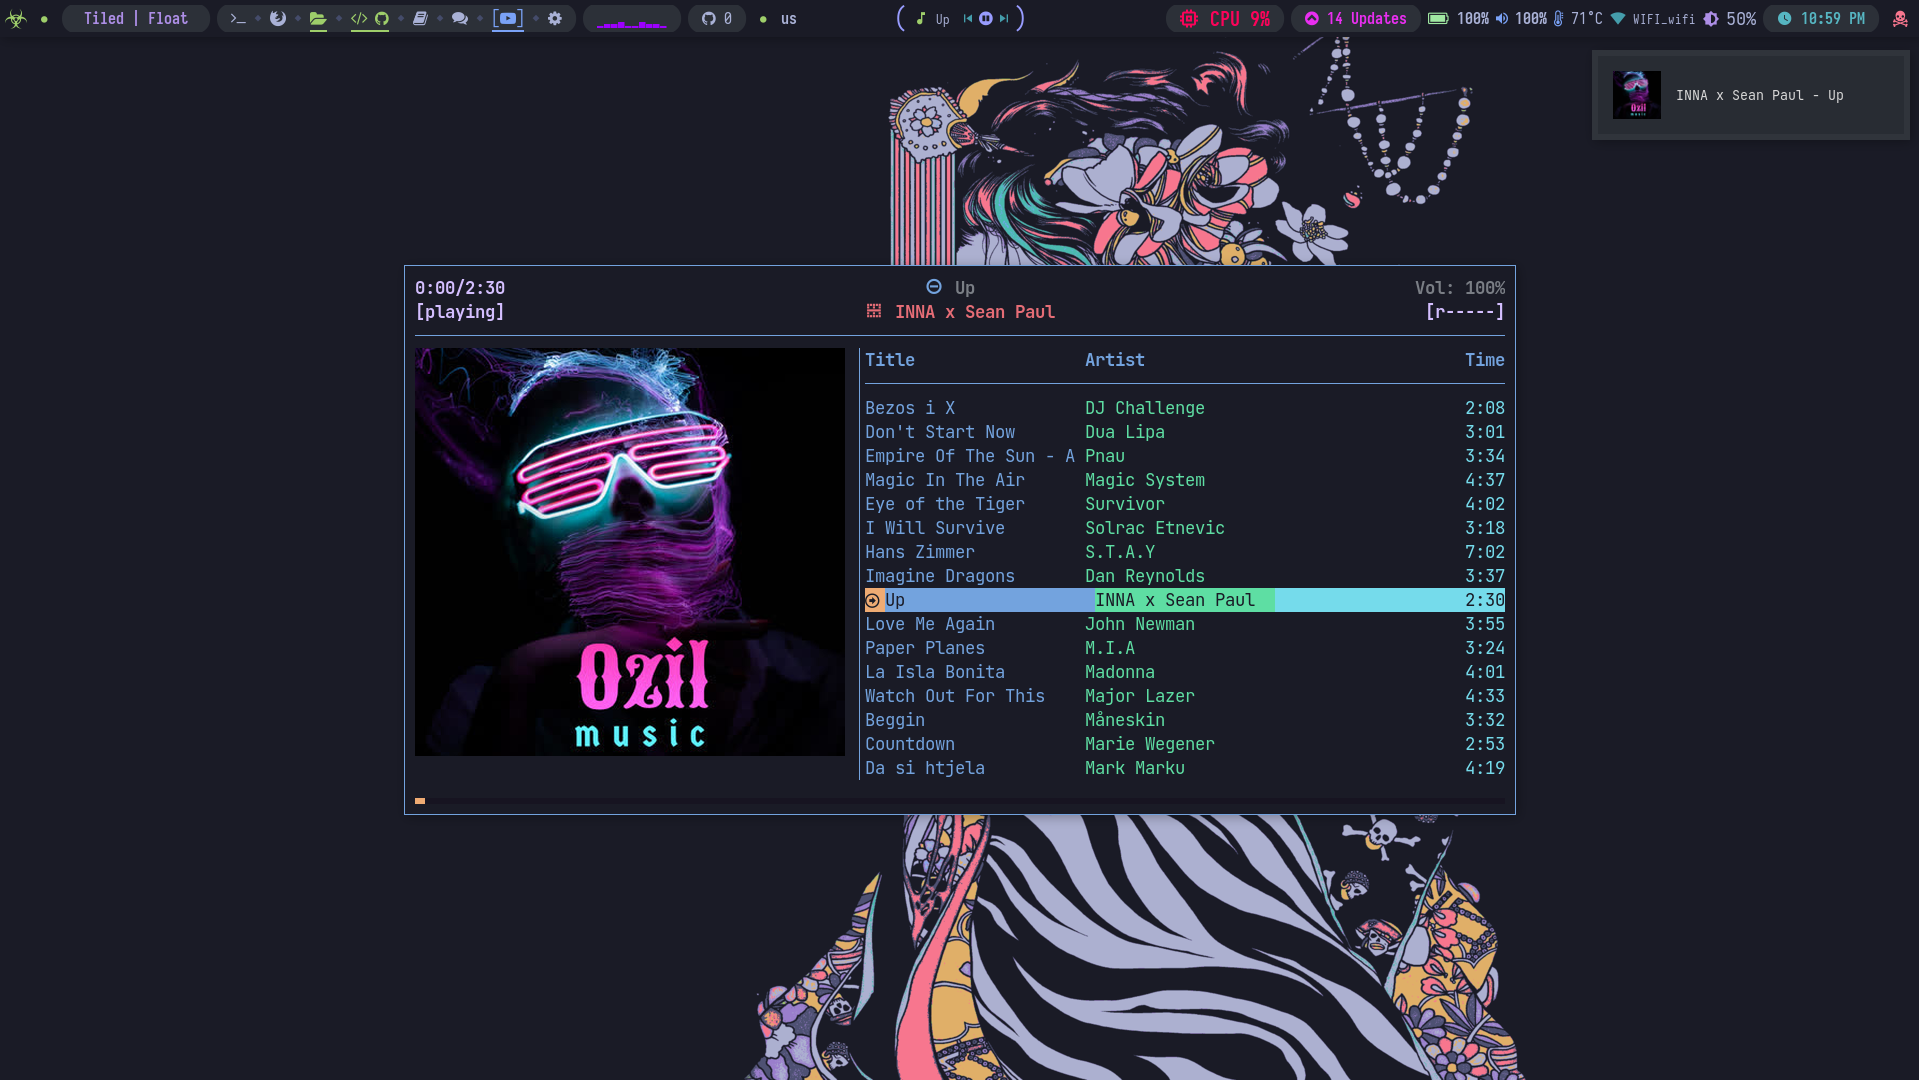 Tiled | Float
0
us
Up
CPU 9%
14 Updates
100%
100%
71°C
WIFI_wifi
50%
10:59 PM
INNA x Sean Paul - Up
0:00/2:30
Up
Vol: 100%
[playing]
INNA x Sean Paul
[r-----]
Ozil
music
Title Artist Time
Bezos i X DJ Challenge 2:08
Don't Start Now Dua Lipa 3:01
Empire Of The Sun - A Pnau 3:34
Magic In The Air Magic System 4:37
Eye of the Tiger Survivor 4:02
I Will Survive Solrac Etnevic 3:18
Hans Zimmer S.T.A.Y 7:02
Imagine Dragons Dan Reynolds 3:37
Up INNA x Sean Paul 2:30
Love Me Again John Newman 3:55
Paper Planes M.I.A 3:24
La Isla Bonita Madonna 4:01
Watch Out For This Major Lazer 4:33
Beggin Måneskin 3:32
Countdown Marie Wegener 2:53
Da si htjela Mark Marku 4:19